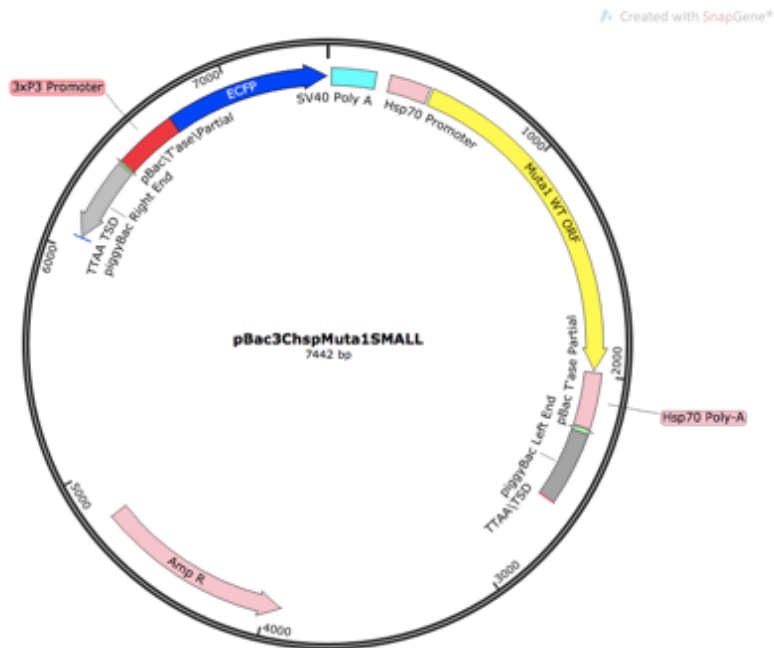 Created with SnapGene®
7000
3xP3 Promoter
ECFP
SV40 Poly A
Hsp70 Promoter
1000
pBac\T'ase\Partial
Muta1 WT ORF
piggyBac Right End
TTAA TSD
6000
pBac3ChspMuta1SMALL
7442 bp
pBac T'ase Partial
2000
Hsp70 Poly-A
piggyBac Left End
TTAA\TSD
5000
3000
Amp R
4000